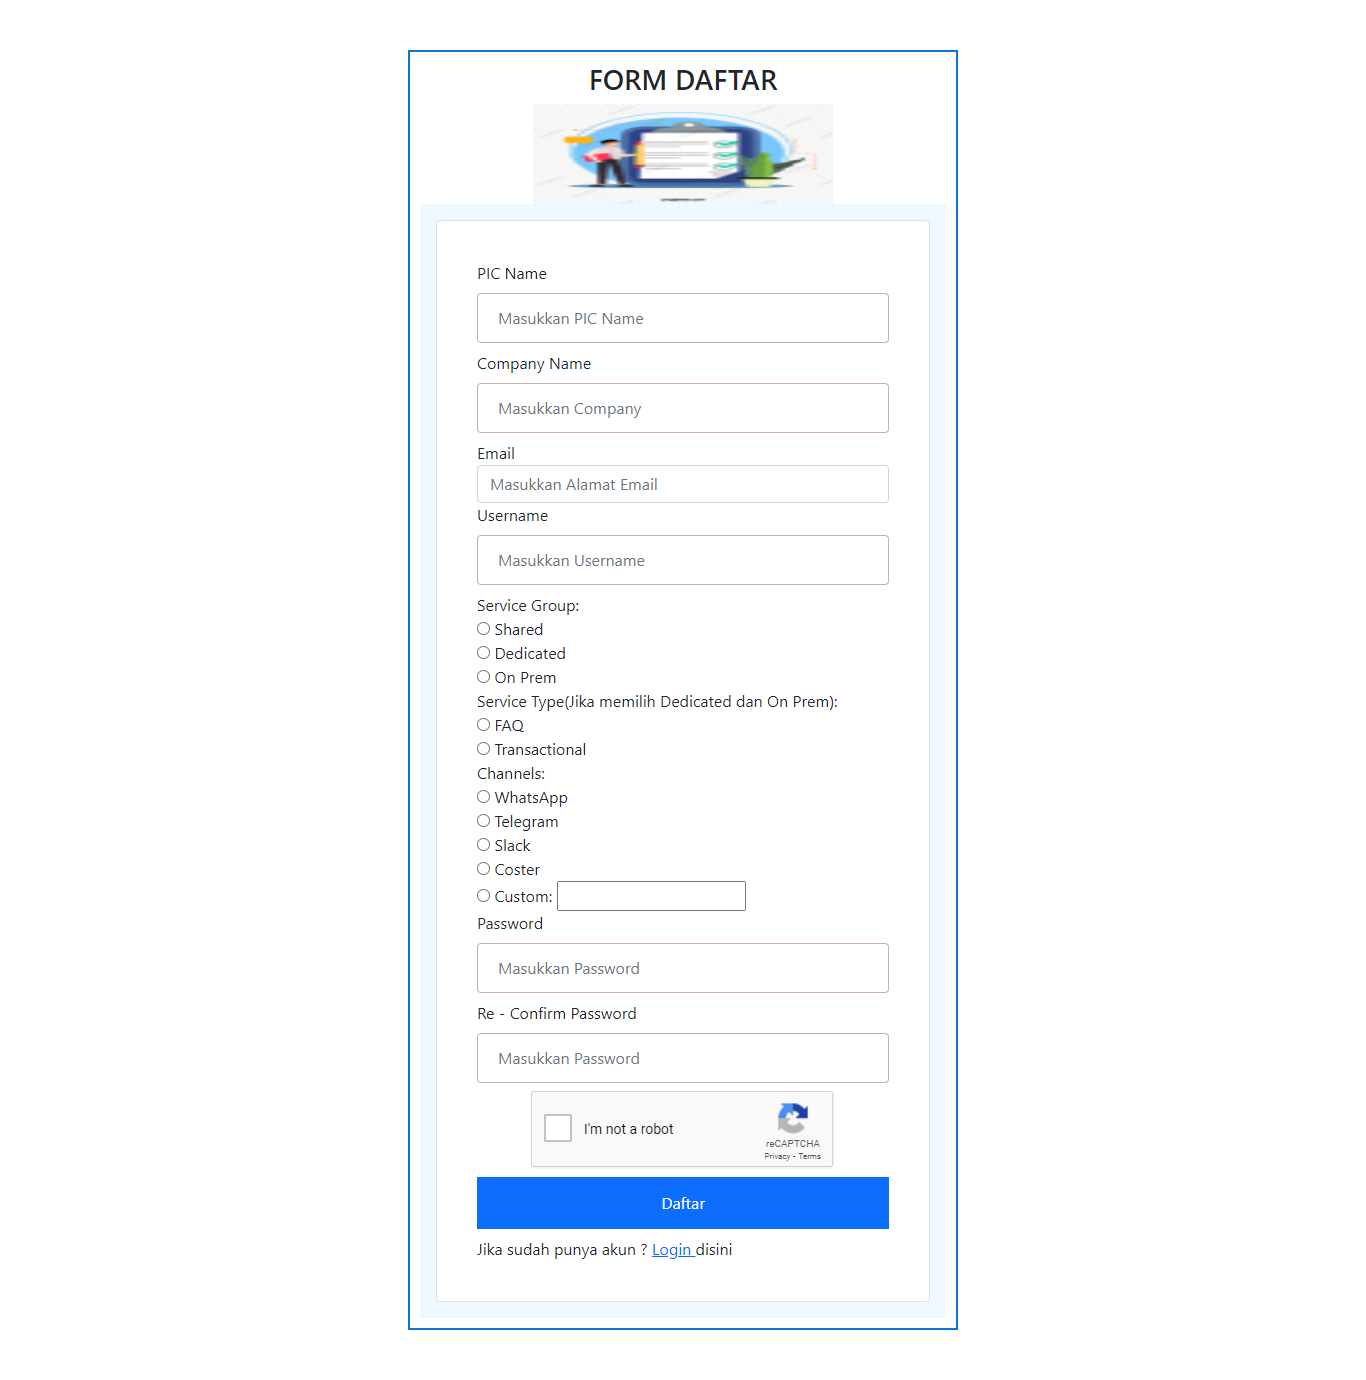 FORM DAFTAR
PIC Name
Masukkan PIC Name
Company Name
Masukkan Company
Email
Masukkan Alamat Email
Username
Masukkan Username
Service Group:
Shared
Dedicated
On Prem
Service Type(Jika memilih Dedicated dan On Prem):
FAQ
Transactional
Channels:
WhatsApp
Telegram
Slack
Coster
Custom:
Password
Masukkan Password
Re - Confirm Password
Masukkan Password
I'm not a robot
reCAPTCHA
Privacy - Terms
Daftar
Jika sudah punya akun ? Login disini